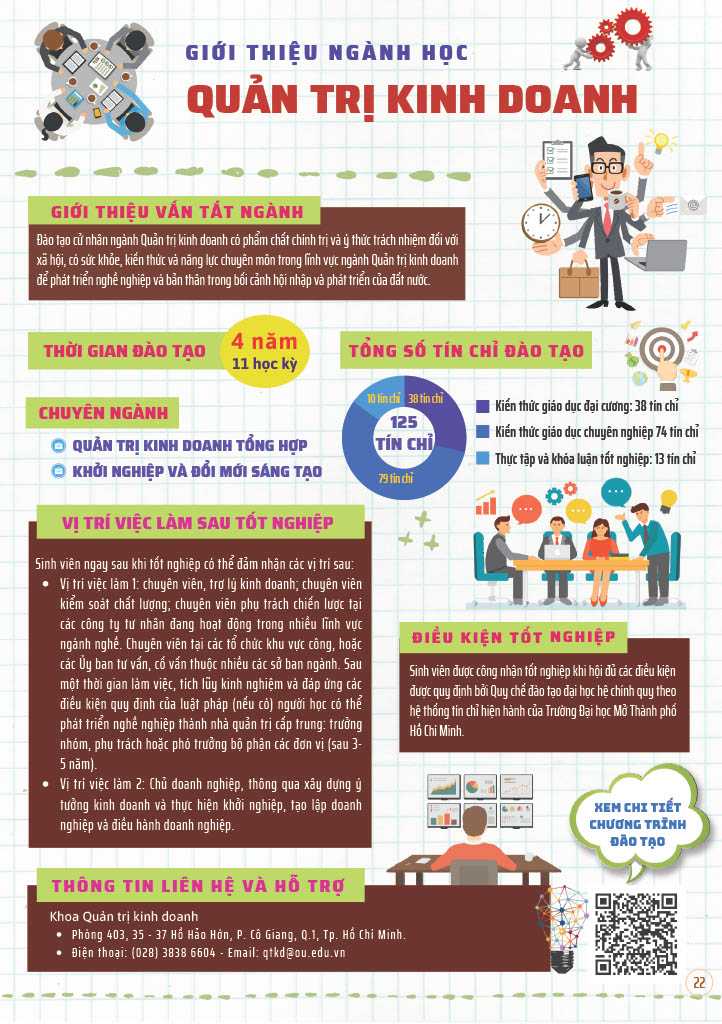 GIỚI THIỆU NGÀNH HỌC
QUẢN TRỊ KINH DOANH
GIỚI THIỆU VẮN TẮT NGÀNH
Đào tạo cử nhân ngành Quản trị kinh doanh có phẩm chất chính trị và ý thức trách nhiệm đối với
xã hội, có sức khỏe, kiến thức và năng lực chuyên môn trong lĩnh vực ngành Quản trị kinh doanh
để phát triển nghề nghiệp và bản thân trong bối cảnh hội nhập và phát triển của đất nước.
THỜI GIAN ĐÀO TẠO
4 năm
11 học kỳ
CHUYÊN NGÀNH
QUẢN TRỊ KINH DOANH TỔNG HỢP
KHỞI NGHIỆP VÀ ĐỔI MỚI SÁNG TẠO
TỔNG SỐ TÍN CHỈ ĐÀO TẠO
10 tín chỉ
38 tín chỉ
125
TÍN CHỈ
79 tín chỉ
Kiến thức giáo dục đại cương: 38 tín chỉ
Kiến thức giáo dục chuyên nghiệp 74 tín chỉ
Thực tập và khóa luận tốt nghiệp: 13 tín chỉ
VỊ TRÍ VIỆC LÀM SAU TỐT NGHIỆP
Sinh viên ngay sau khi tốt nghiệp có thể đảm nhận các vị trí sau:
• Vị trí việc làm 1: chuyên viên, trợ lý kinh doanh; chuyên viên
kiểm soát chất lượng; chuyên viên phụ trách chiến lược tại
các công ty tư nhân đang hoạt động trong nhiều lĩnh vực
ngành nghề. Chuyên viên tại các tổ chức khu vực công, hoặc
các Ủy ban tư vấn, cố vấn thuộc nhiều các sở ban ngành. Sau
một thời gian làm việc, tích lũy kinh nghiệm và đáp ứng các
điều kiện quy định của luật pháp (nếu có) người học có thể
phát triển nghề nghiệp thành nhà quản trị cấp trung: trưởng
nhóm, phụ trách hoặc phó trưởng bộ phận các đơn vị (sau 3-
5 năm).
• Vị trí việc làm 2: Chủ doanh nghiệp, thông qua xây dựng ý
tưởng kinh doanh và thực hiện khởi nghiệp, tạo lập doanh
nghiệp và điều hành doanh nghiệp.
ĐIỀU KIỆN TỐT NGHIỆP
Sinh viên được công nhận tốt nghiệp khi hội đủ các điều kiện
được quy định bởi Quy chế đào tạo đại học hệ chính quy theo
hệ thống tín chỉ hiện hành của Trường Đại học Mở Thành phố
Hồ Chí Minh.
XEM CHI TIẾT
CHƯƠNG TRÌNH
ĐÀO TẠO
THÔNG TIN LIÊN HỆ VÀ HỖ TRỢ
Khoa Quản trị kinh doanh
• Phòng 403, 35 - 37 Hồ Hảo Hớn, P. Cô Giang, Q.1, Tp. Hồ Chí Minh.
• Điện thoại: (028) 3838 6604 - Email: qtkd@ou.edu.vn
22